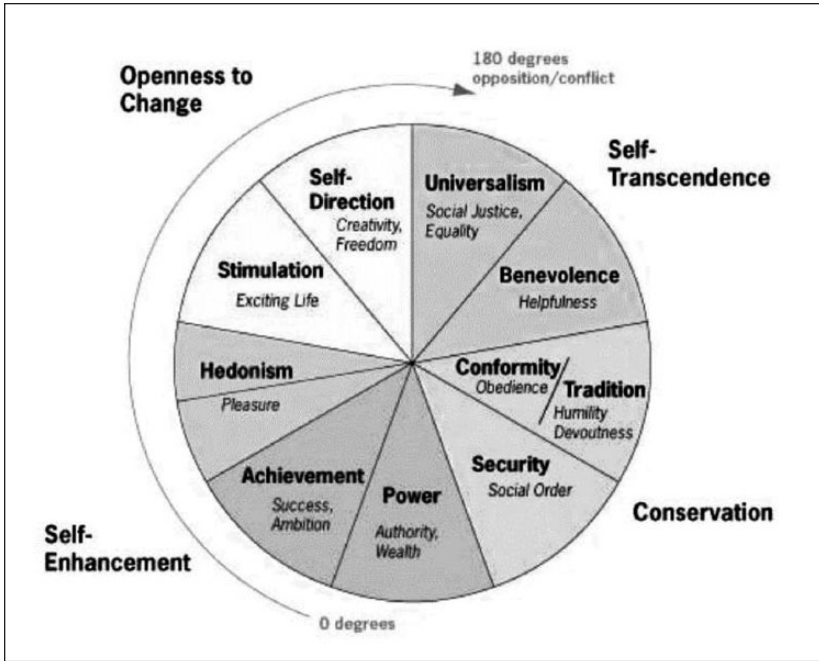 180 degrees
opposition/conflict
Openness to
Change
Self-
Transcendence
Self-
Direction
Creativity,
Freedom
Universalism
Social Justice,
Equality
Stimulation
Exciting Life
Benevolence
Helpfulness
Hedonism
Pleasure
Conformity
Obedience
Tradition
Humility
Devoutness
Achievement
Success,
Ambition
Power
Authority,
Wealth
Security
Social Order
Conservation
Self-
Enhancement
0 degrees